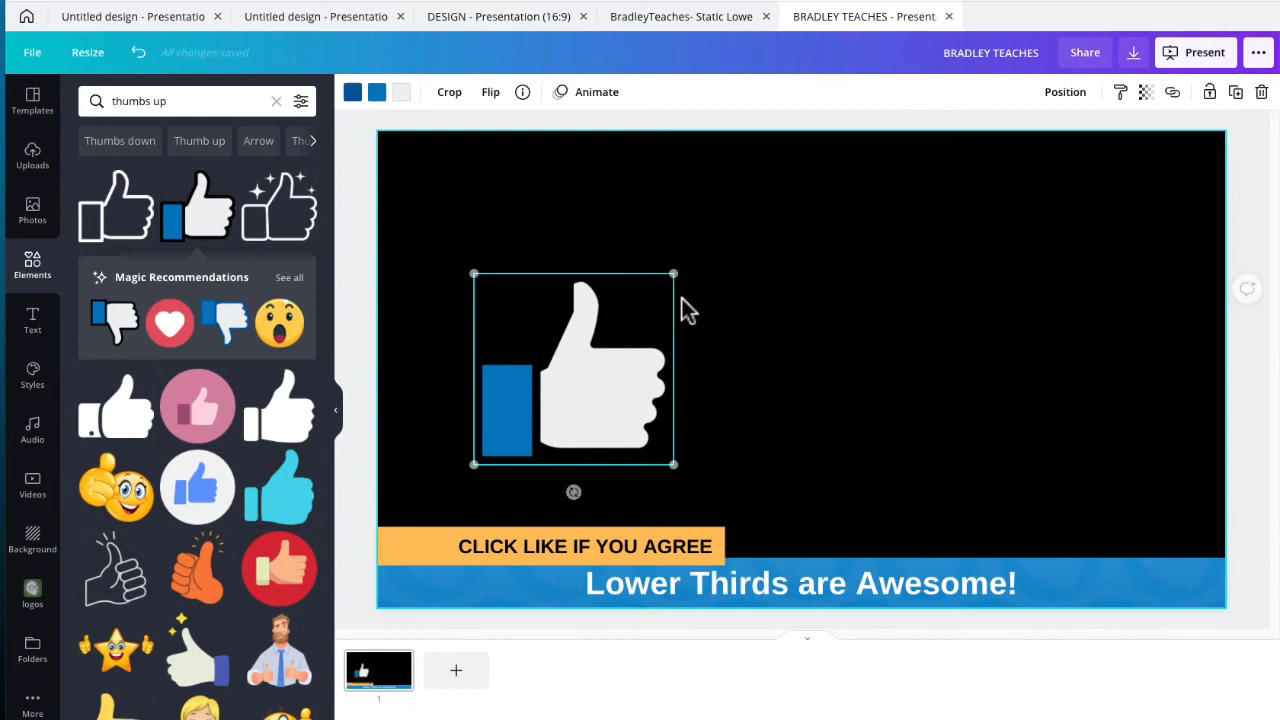 Untitled design - Presentatio
Untitled design - Presentatio
DESIGN - Presentation (16:9)
BradleyTeaches- Static Lowe
BRADLEY TEACHES - Present
File
Resize
All changes saved
BRADLEY TEACHES
Share
Present
Templates
Uploads
Photos
Elements
Text
Styles
Audio
Videos
Background
logos
Folders
More
thumbs up
Thumbs down
Thumb up
Arrow
Thu
Magic Recommendations
See all
Crop
Flip
Animate
Position
CLICK LIKE IF YOU AGREE
Lower Thirds are Awesome!
1